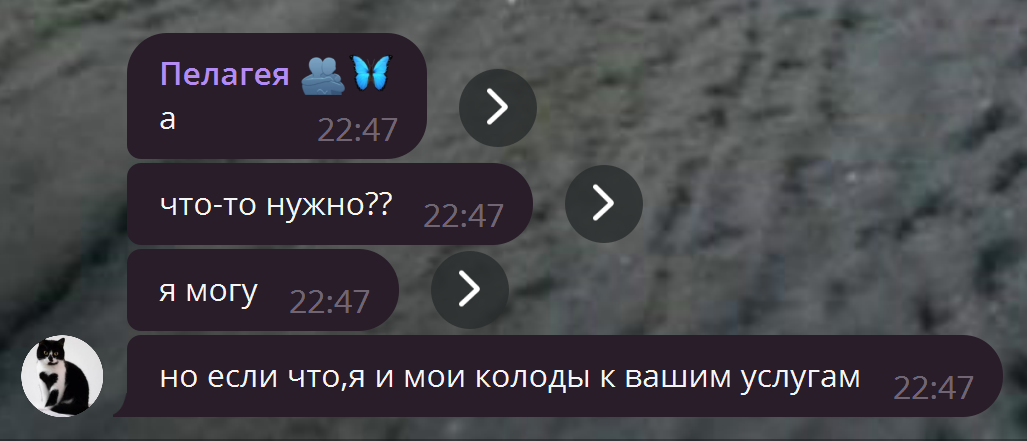 Пелагея 🫂🦋
а 22:47
что-то нужно?? 22:47
я могу 22:47
но если что,я и мои колоды к вашим услугам 22:47